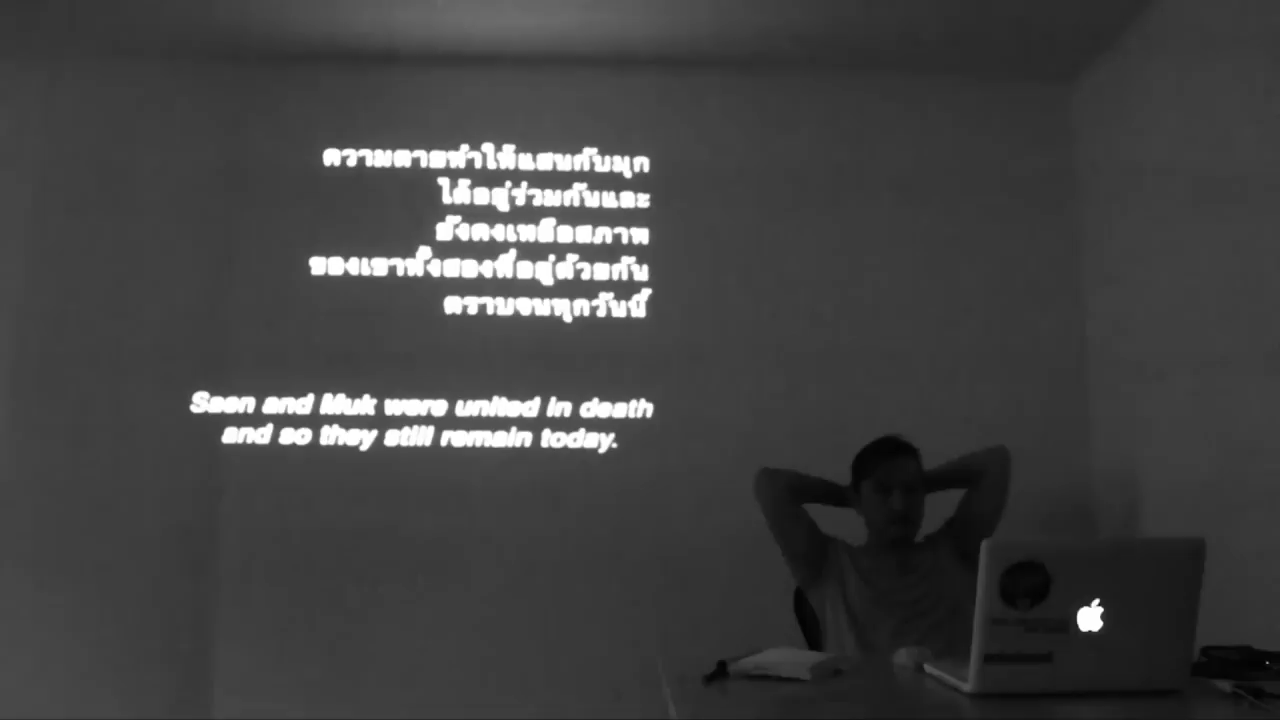 ความตายทำให้แสนกับมุก
ได้อยู่ร่วมกันและ
ยังคงเหลือสภาพ
ของเขาทั้งสองที่อยู่ด้วยกัน
ตราบจนทุกวันนี้
Saen and Muk were united in death
and so they still remain today.